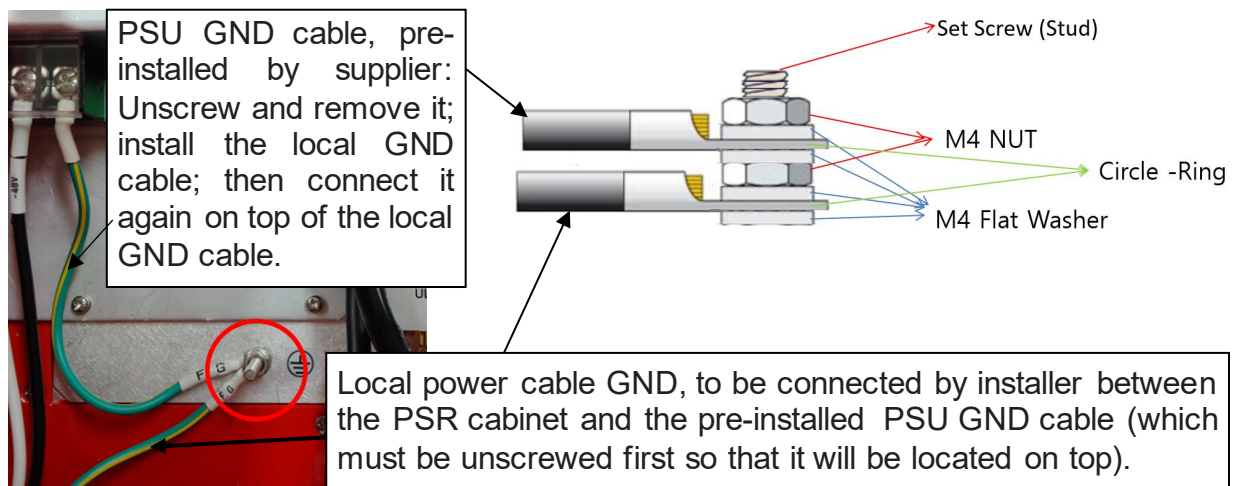 PSU GND cable, pre-
installed by supplier:
Unscrew and remove it;
install the local GND
cable; then connect it
again on top of the local
GND cable.
Set Screw (Stud)
M4 NUT
Circle -Ring
M4 Flat Washer
-48V
F G
F.G
Local power cable GND, to be connected by installer between
the PSR cabinet and the pre-installed PSU GND cable (which
must be unscrewed first so that it will be located on top).